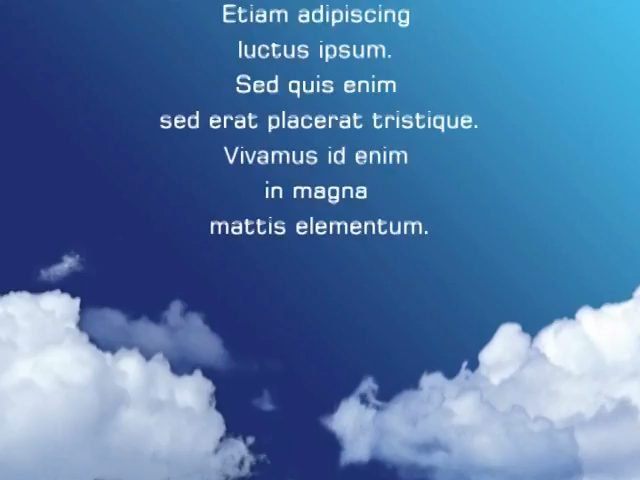 Etiam adipiscing
luctus ipsum.
Sed quis enim
sed erat placerat tristique.
Vivamus id enim
in magna
mattis elementum.